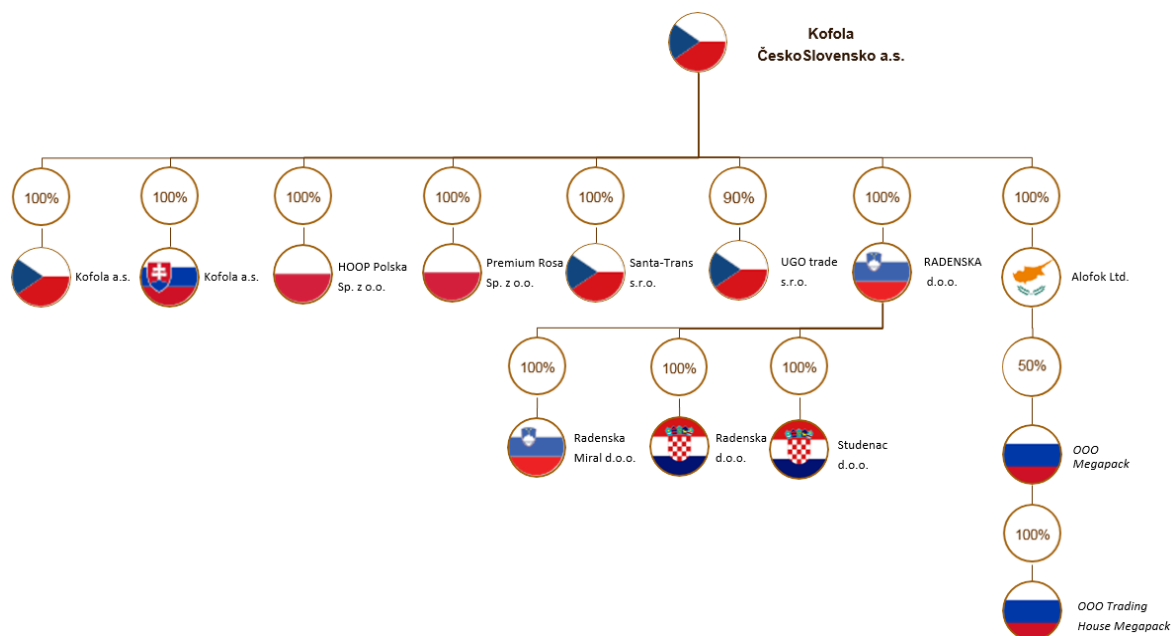 Kofola
ČeskoSlovensko a.s.
100%
100%
100%
100%
100%
90%
100%
100%
Kofola a.s.
Kofola a.s.
HOOP Polska
Sp. z o.o.
Premium Rosa
Sp. z o.o.
Santa-Trans
s.r.o.
UGO trade
s.r.o.
RADENSKA
d.o.o.
Alofok Ltd.
100%
100%
100%
50%
Radenska
Miral d.o.o.
Radenska
d.o.o.
Studenac
d.o.o.
OOO
Megapack
100%
OOO Trading
House Megapack